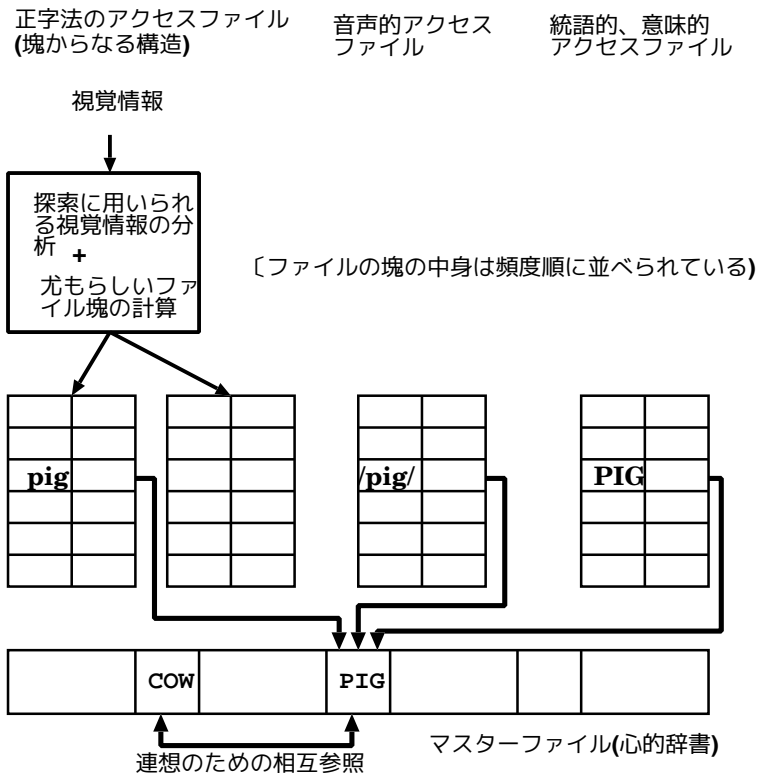 正字法のアクセスファイル
(塊からなる構造)
音声的アクセス
ファイル
統語的、意味的
アクセスファイル
視覚情報
探索に用いられ
る視覚情報の分
析 +
尤もらしいファ
イル塊の計算
〔ファイルの塊の中身は頻度順に並べられている)
pig
/pig/
PIG
COW
PIG
連想のための相互参照
マスターファイル(心的辞書)